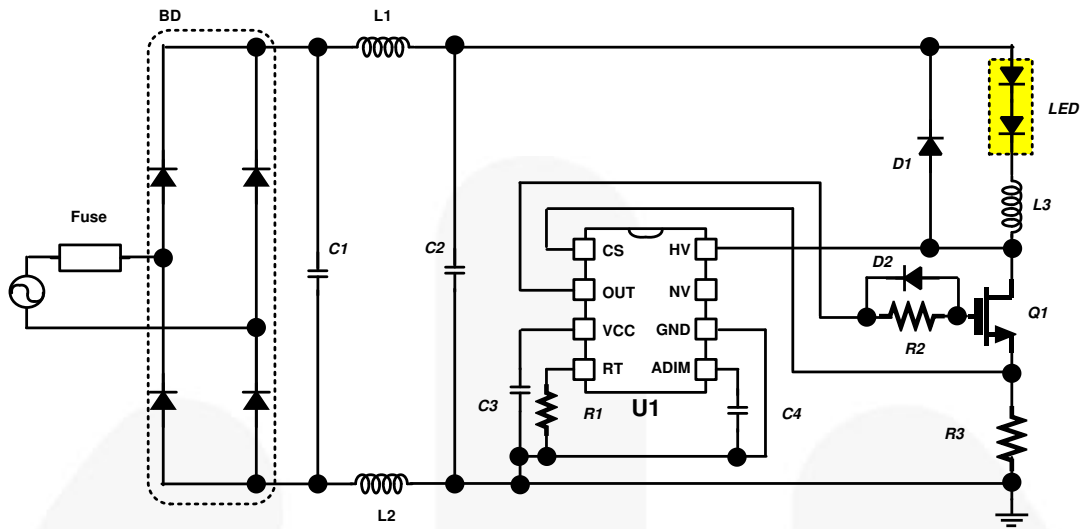 BD
L1
LED
D1
L3
Fuse
C1
C2
CS
HV
D2
OUT
NV
Q1
VCC
GND
R2
RT
ADIM
C3
R1
U1
C4
R3
L2